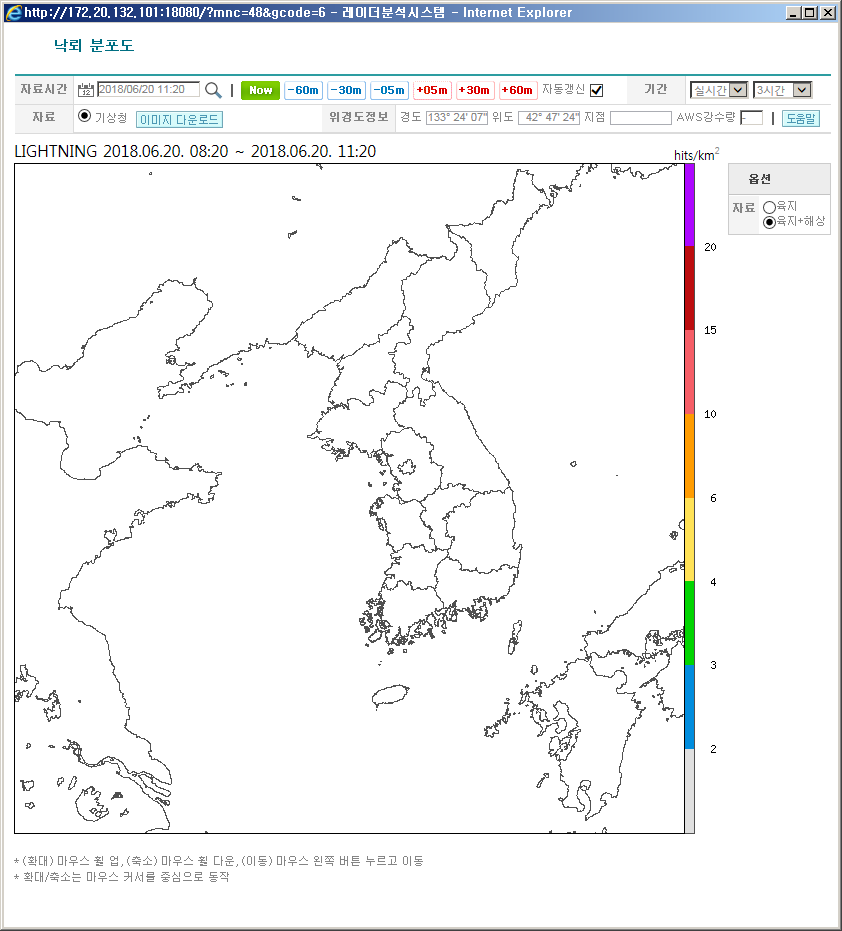 http://172.20.132.101:18080/?mnc=48&gcode=6 - 레이더분석시스템 - Internet Explorer
낙뢰 분포도
자료시간 12 2018/06/20 11:20 | Now -60m -30m -05m +05m +30m +60m 자동갱신 기간 실시간 3시간
자료 기상청 이미지 다운로드 위경도정보 경도 133° 24' 07" 위도 42° 47' 24" 지점 AWS강수량 - | 도움말
LIGHTNING 2018.06.20. 08:20 ~ 2018.06.20. 11:20
hits/km2
옵션
자료 육지
육지+해상
20
15
10
6
4
3
2
* (확대) 마우스 휠 업, (축소) 마우스 휠 다운, (이동) 마우스 왼쪽 버튼 누르고 이동
* 확대/축소는 마우스 커서를 중심으로 동작